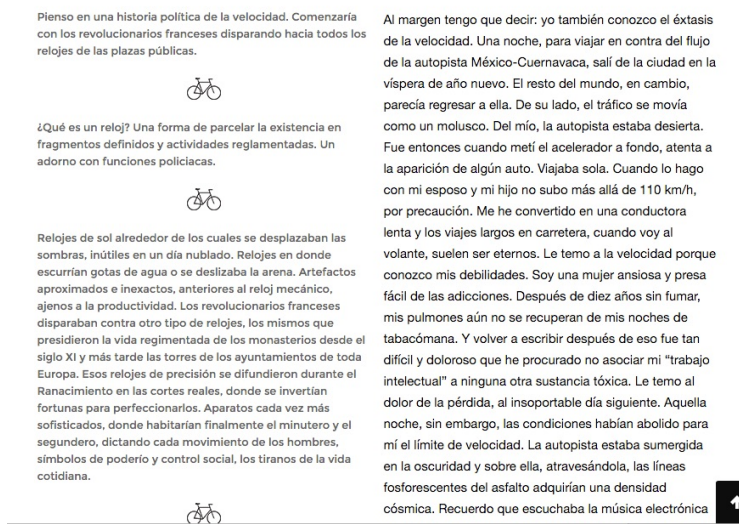 Pienso en una historia política de la velocidad. Comenzaría
con los revolucionarios franceses disparando hacia todos los
relojes de las plazas públicas.
¿Qué es un reloj? Una forma de parcelar la existencia en
fragmentos definidos y actividades reglamentadas. Un
adorno con funciones policiacas.
Relojes de sol alrededor de los cuales se desplazaban las
sombras, inútiles en un día nublado. Relojes en donde
escurrían gotas de agua o se deslizaba la arena. Artefactos
aproximados e inexactos, anteriores al reloj mecánico,
ajenos a la productividad. Los revolucionarios franceses
disparaban contra otro tipo de relojes, los mismos que
presidieron la vida regimentada de los monasterios desde el
siglo XI y más tarde las torres de los ayuntamientos de toda
Europa. Esos relojes de precisión se difundieron durante el
Ranacimiento en las cortes reales, donde se invertían
fortunas para perfeccionarlos. Aparatos cada vez más
sofisticados, donde habitarían finalmente el minutero y el
segundero, dictando cada movimiento de los hombres,
símbolos de poderío y control social, los tiranos de la vida
cotidiana.
Al margen tengo que decir: yo también conozco el éxtasis
de la velocidad. Una noche, para viajar en contra del flujo
de la autopista México-Cuernavaca, salí de la ciudad en la
víspera de año nuevo. El resto del mundo, en cambio,
parecía regresar a ella. De su lado, el tráfico se movía
como un molusco. Del mío, la autopista estaba desierta.
Fue entonces cuando metí el acelerador a fondo, atenta a
la aparición de algún auto. Viajaba sola. Cuando lo hago
con mi esposo y mi hijo no subo más allá de 110 km/h,
por precaución. Me he convertido en una conductora
lenta y los viajes largos en carretera, cuando voy al
volante, suelen ser eternos. Le temo a la velocidad porque
conozco mis debilidades. Soy una mujer ansiosa y presa
fácil de las adicciones. Después de diez años sin fumar,
mis pulmones aún no se recuperan de mis noches de
tabacómana. Y volver a escribir después de eso fue tan
difícil y doloroso que he procurado no asociar mi “trabajo
intelectual” a ninguna otra sustancia tóxica. Le temo al
dolor de la pérdida, al insoportable día siguiente. Aquella
noche, sin embargo, las condiciones habían abolido para
mí el límite de velocidad. La autopista estaba sumergida
en la oscuridad y sobre ella, atravesándola, las líneas
fosforescentes del asfalto adquirían una densidad
cósmica. Recuerdo que escuchaba la música electrónica